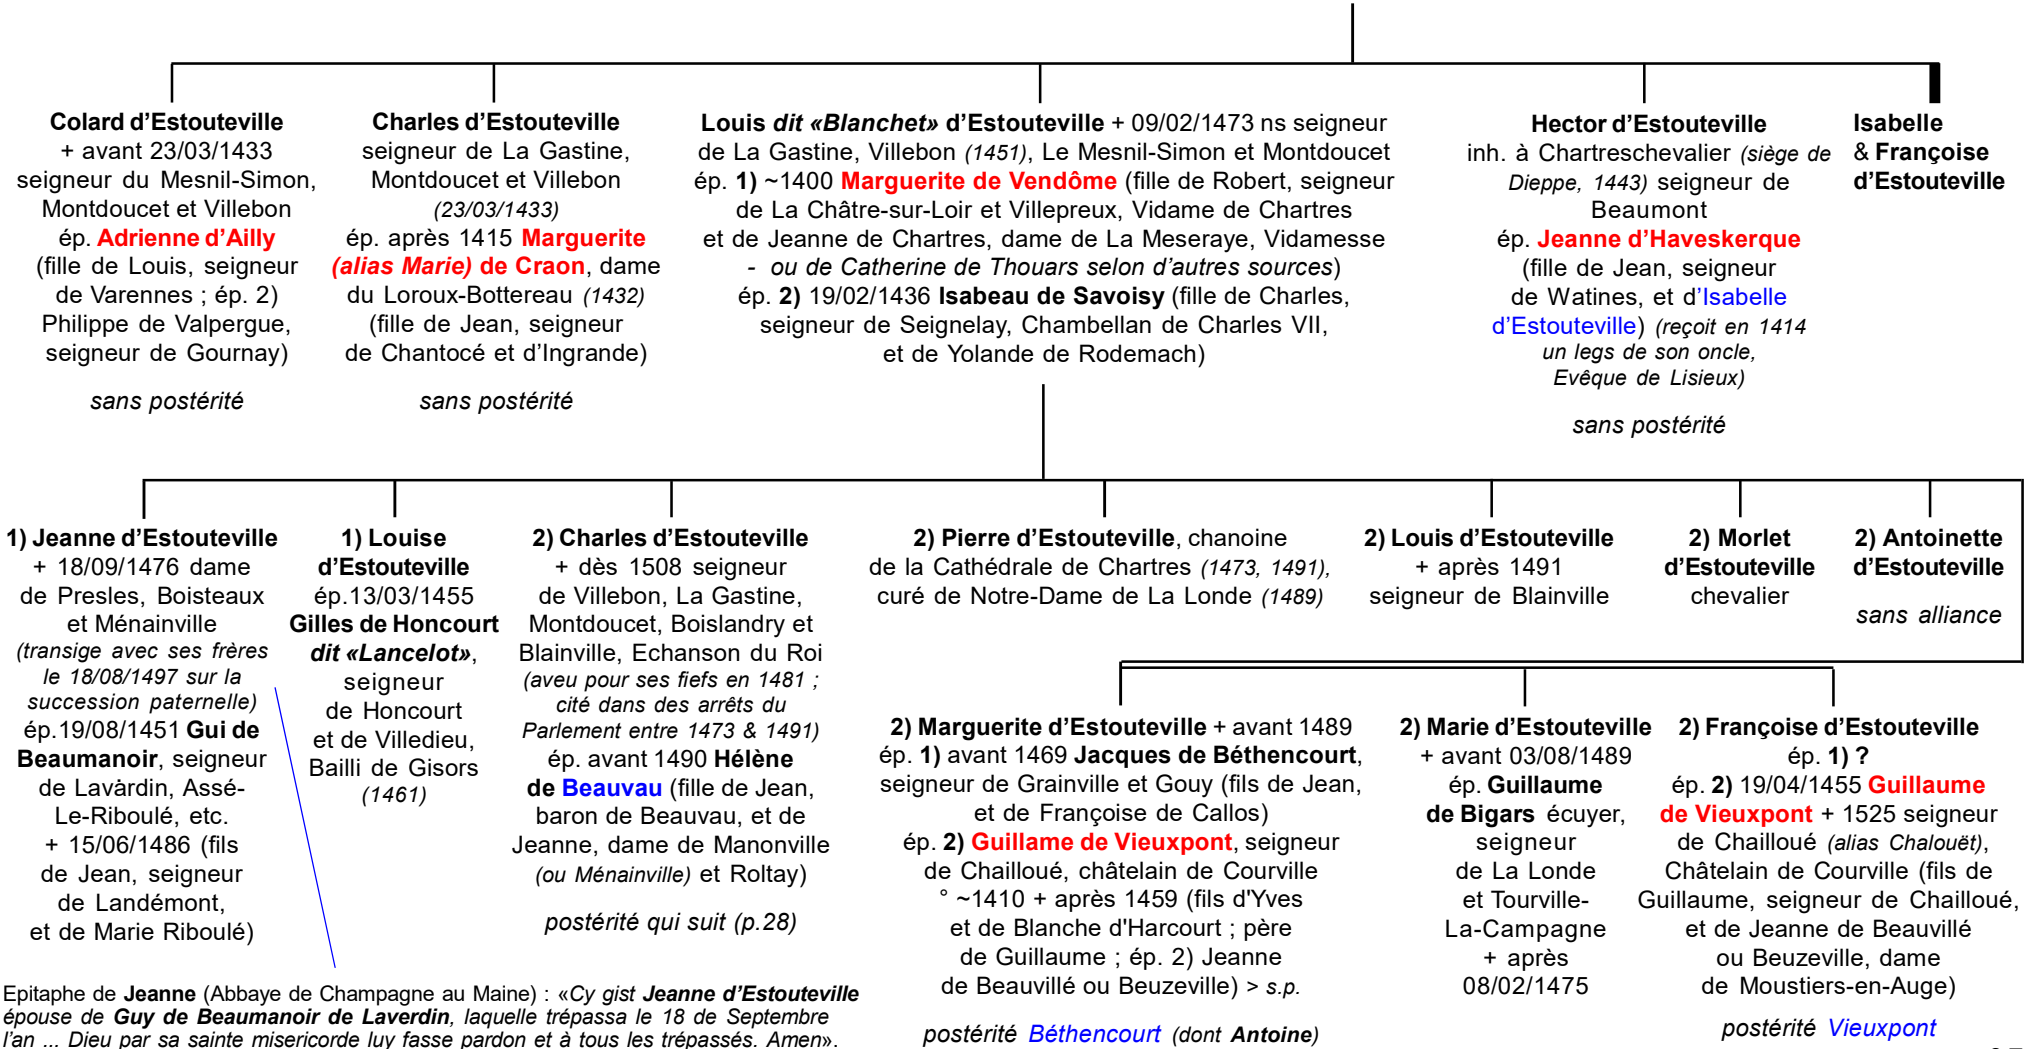 Colard d’Estouteville
+ avant 23/03/1433
seigneur du Mesnil-Simon,
Montdoucet et Villebon
ép. Adrienne d’Ailly
(fille de Louis, seigneur
de Varennes ; ép. 2)
Philippe de Valpergue,
seigneur de Gournay)
sans postérité
Charles d’Estouteville
seigneur de La Gastine,
Montdoucet et Villebon
(23/03/1433)
ép. après 1415 Marguerite
(alias Marie) de Craon, dame
du Loroux-Bottereau (1432)
(fille de Jean, seigneur
de Chantocé et d’Ingrande)
sans postérité
Louis dit «Blanchet» d’Estouteville + 09/02/1473 ns seigneur
de La Gastine, Villebon (1451), Le Mesnil-Simon et Montdoucet
ép. 1) ~1400 Marguerite de Vendôme (fille de Robert, seigneur
de La Châtre-sur-Loir et Villepreux, Vidame de Chartres
et de Jeanne de Chartres, dame de La Meseraye, Vidamesse
- ou de Catherine de Thouars selon d’autres sources)
ép. 2) 19/02/1436 Isabeau de Savoisy (fille de Charles,
seigneur de Seignelay, Chambellan de Charles VII,
et de Yolande de Rodemach)
Hector d’Estouteville
inh. à Chartreschevalier (siège de
Dieppe, 1443) seigneur de
Beaumont
ép. Jeanne d’Haveskerque
(fille de Jean, seigneur
de Watines, et d’Isabelle
d’Estouteville) (reçoit en 1414
un legs de son oncle,
Evêque de Lisieux)
sans postérité
Isabelle
& Françoise
d’Estouteville
1) Jeanne d’Estouteville
+ 18/09/1476 dame
de Presles, Boisteaux
et Ménainville
(transige avec ses frères
le 18/08/1497 sur la
succession paternelle)
ép.19/08/1451 Gui de
Beaumanoir, seigneur
de Lavàrdin, Assé-
Le-Riboulé, etc.
+ 15/06/1486 (fils
de Jean, seigneur
de Landémont,
et de Marie Riboulé)
1) Louise
d’Estouteville
ép.13/03/1455
Gilles de Honcourt
dit «Lancelot»,
seigneur
de Honcourt
et de Villedieu,
Bailli de Gisors
(1461)
2) Charles d’Estouteville
+ dès 1508 seigneur
de Villebon, La Gastine,
Montdoucet, Boislandry et
Blainville, Echanson du Roi
(aveu pour ses fiefs en 1481 ;
cité dans des arrêts du
Parlement entre 1473 & 1491)
ép. avant 1490 Hélène
de Beauvau (fille de Jean,
baron de Beauvau, et de
Jeanne, dame de Manonville
(ou Ménainville) et Roltay)
postérité qui suit (p.28)
2) Pierre d’Estouteville, chanoine
de la Cathédrale de Chartres (1473, 1491),
curé de Notre-Dame de La Londe (1489)
2) Louis d’Estouteville
+ après 1491
seigneur de Blainville
2) Morlet
d’Estouteville
chevalier
2) Antoinette
d’Estouteville
sans alliance
2) Marguerite d’Estouteville + avant 1489
ép. 1) avant 1469 Jacques de Béthencourt,
seigneur de Grainville et Gouy (fils de Jean,
et de Françoise de Callos)
ép. 2) Guillame de Vieuxpont, seigneur
de Chailloué, châtelain de Courville
° ~1410 + après 1459 (fils d'Yves
et de Blanche d'Harcourt ; père
de Guillaume ; ép. 2) Jeanne
de Beauvillé ou Beuzeville) > s.p.
postérité Béthencourt (dont Antoine)
2) Marie d’Estouteville
+ avant 03/08/1489
ép. Guillaume
de Bigars écuyer,
seigneur
de La Londe
et Tourville-
La-Campagne
+ après
08/02/1475
2) Françoise d’Estouteville
ép. 1) ?
ép. 2) 19/04/1455 Guillaume
de Vieuxpont + 1525 seigneur
de Chailloué (alias Chalouët),
Châtelain de Courville (fils de
Guillaume, seigneur de Chailloué,
et de Jeanne de Beauvillé
ou Beuzeville, dame
de Moustiers-en-Auge)
postérité Vieuxpont
Epitaphe de Jeanne (Abbaye de Champagne au Maine) : «Cy gist Jeanne d’Estouteville
épouse de Guy de Beaumanoir de Laverdin, laquelle trépassa le 18 de Septembre
l’an ... Dieu par sa sainte misericorde luy fasse pardon et à tous les trépassés. Amen».